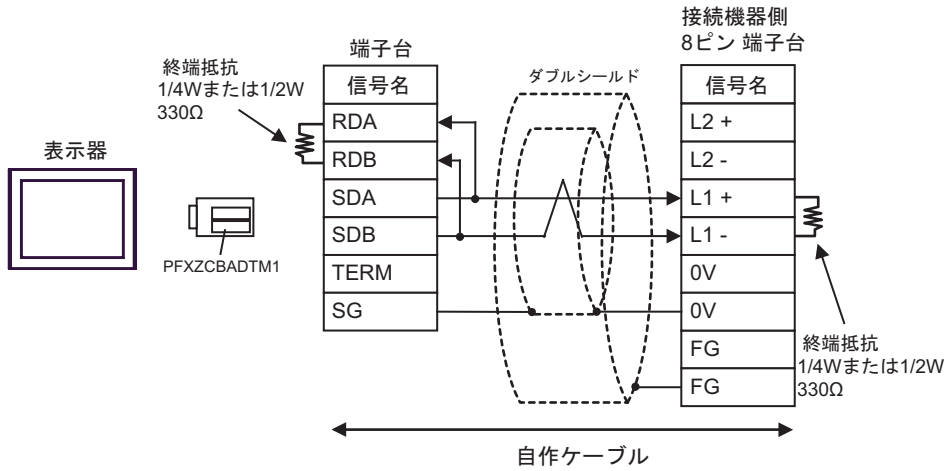 接続機器側
8ピン 端子台
端子台
終端抵抗
1/4Wまたは1/2W
330Ω
ダブルシールド
信号名
信号名
RDA
L2 +
RDB
L2 -
表示器
SDA
L1 +
SDB
L1 -
PFXZCBADTM1
TERM
0V
SG
0V
FG
終端抵抗
1/4Wまたは1/2W
330Ω
FG
自作ケーブル